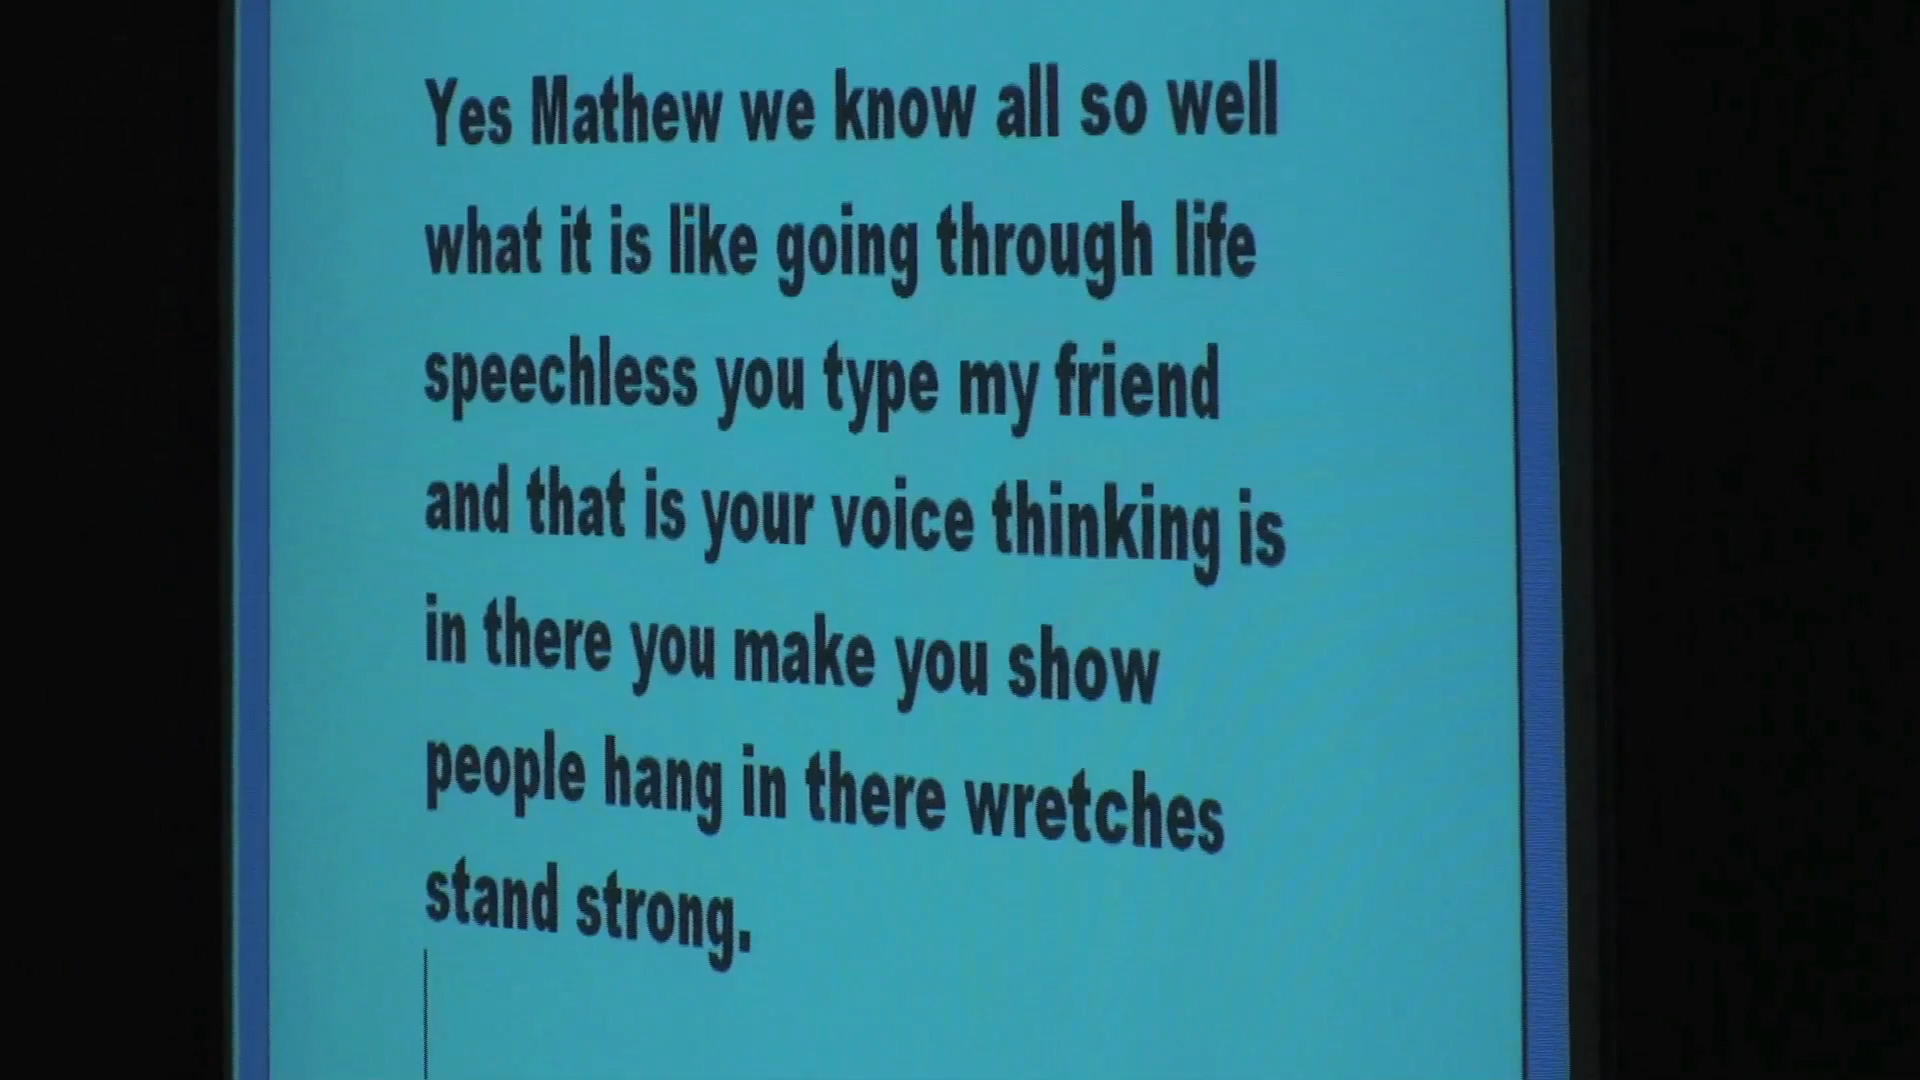 Yes Mathew we know all so well
what it is like going through life
speechless you type my friend
and that is your voice thinking is
in there you make you show
people hang in there wretches
stand strong.